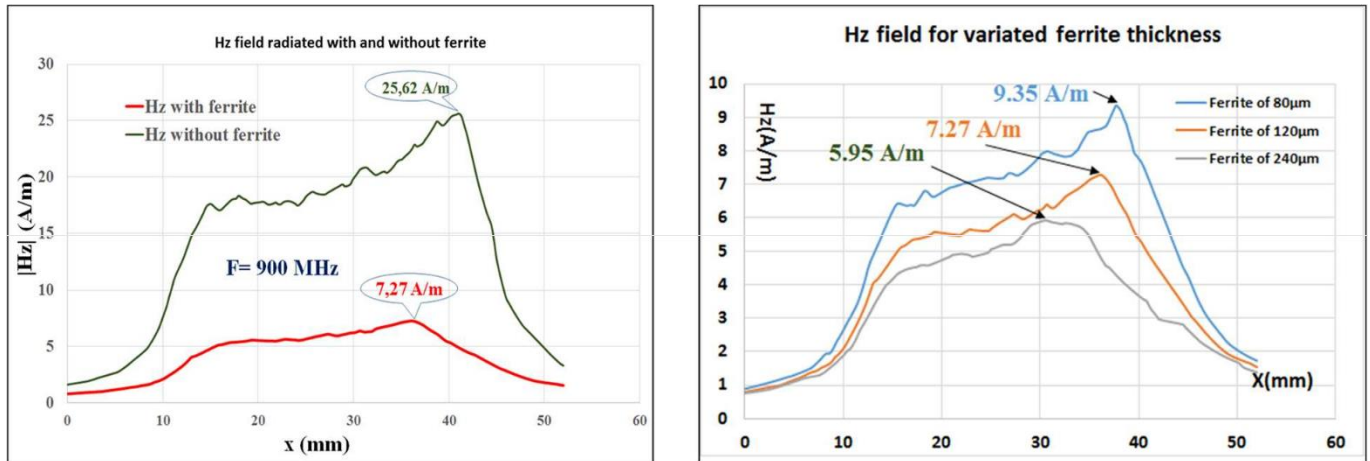 Hz field radiated with and without ferrite
30
25
20
15
10
5
0
|Hz| (A/m)
Hz with ferrite
Hz without ferrite
25,62 A/m
F= 900 MHz
7,27 A/m
0 10 20 30 40 50 60
x (mm)
Hz field for variated ferrite thickness
10
9
8
7
6
5
4
3
2
1
0
Hz(A/m)
9.35 A/m
7.27 A/m
5.95 A/m
Ferrite of 80µm
Ferrite of 120µm
Ferrite of 240µm
X(mm)
0 10 20 30 40 50 60